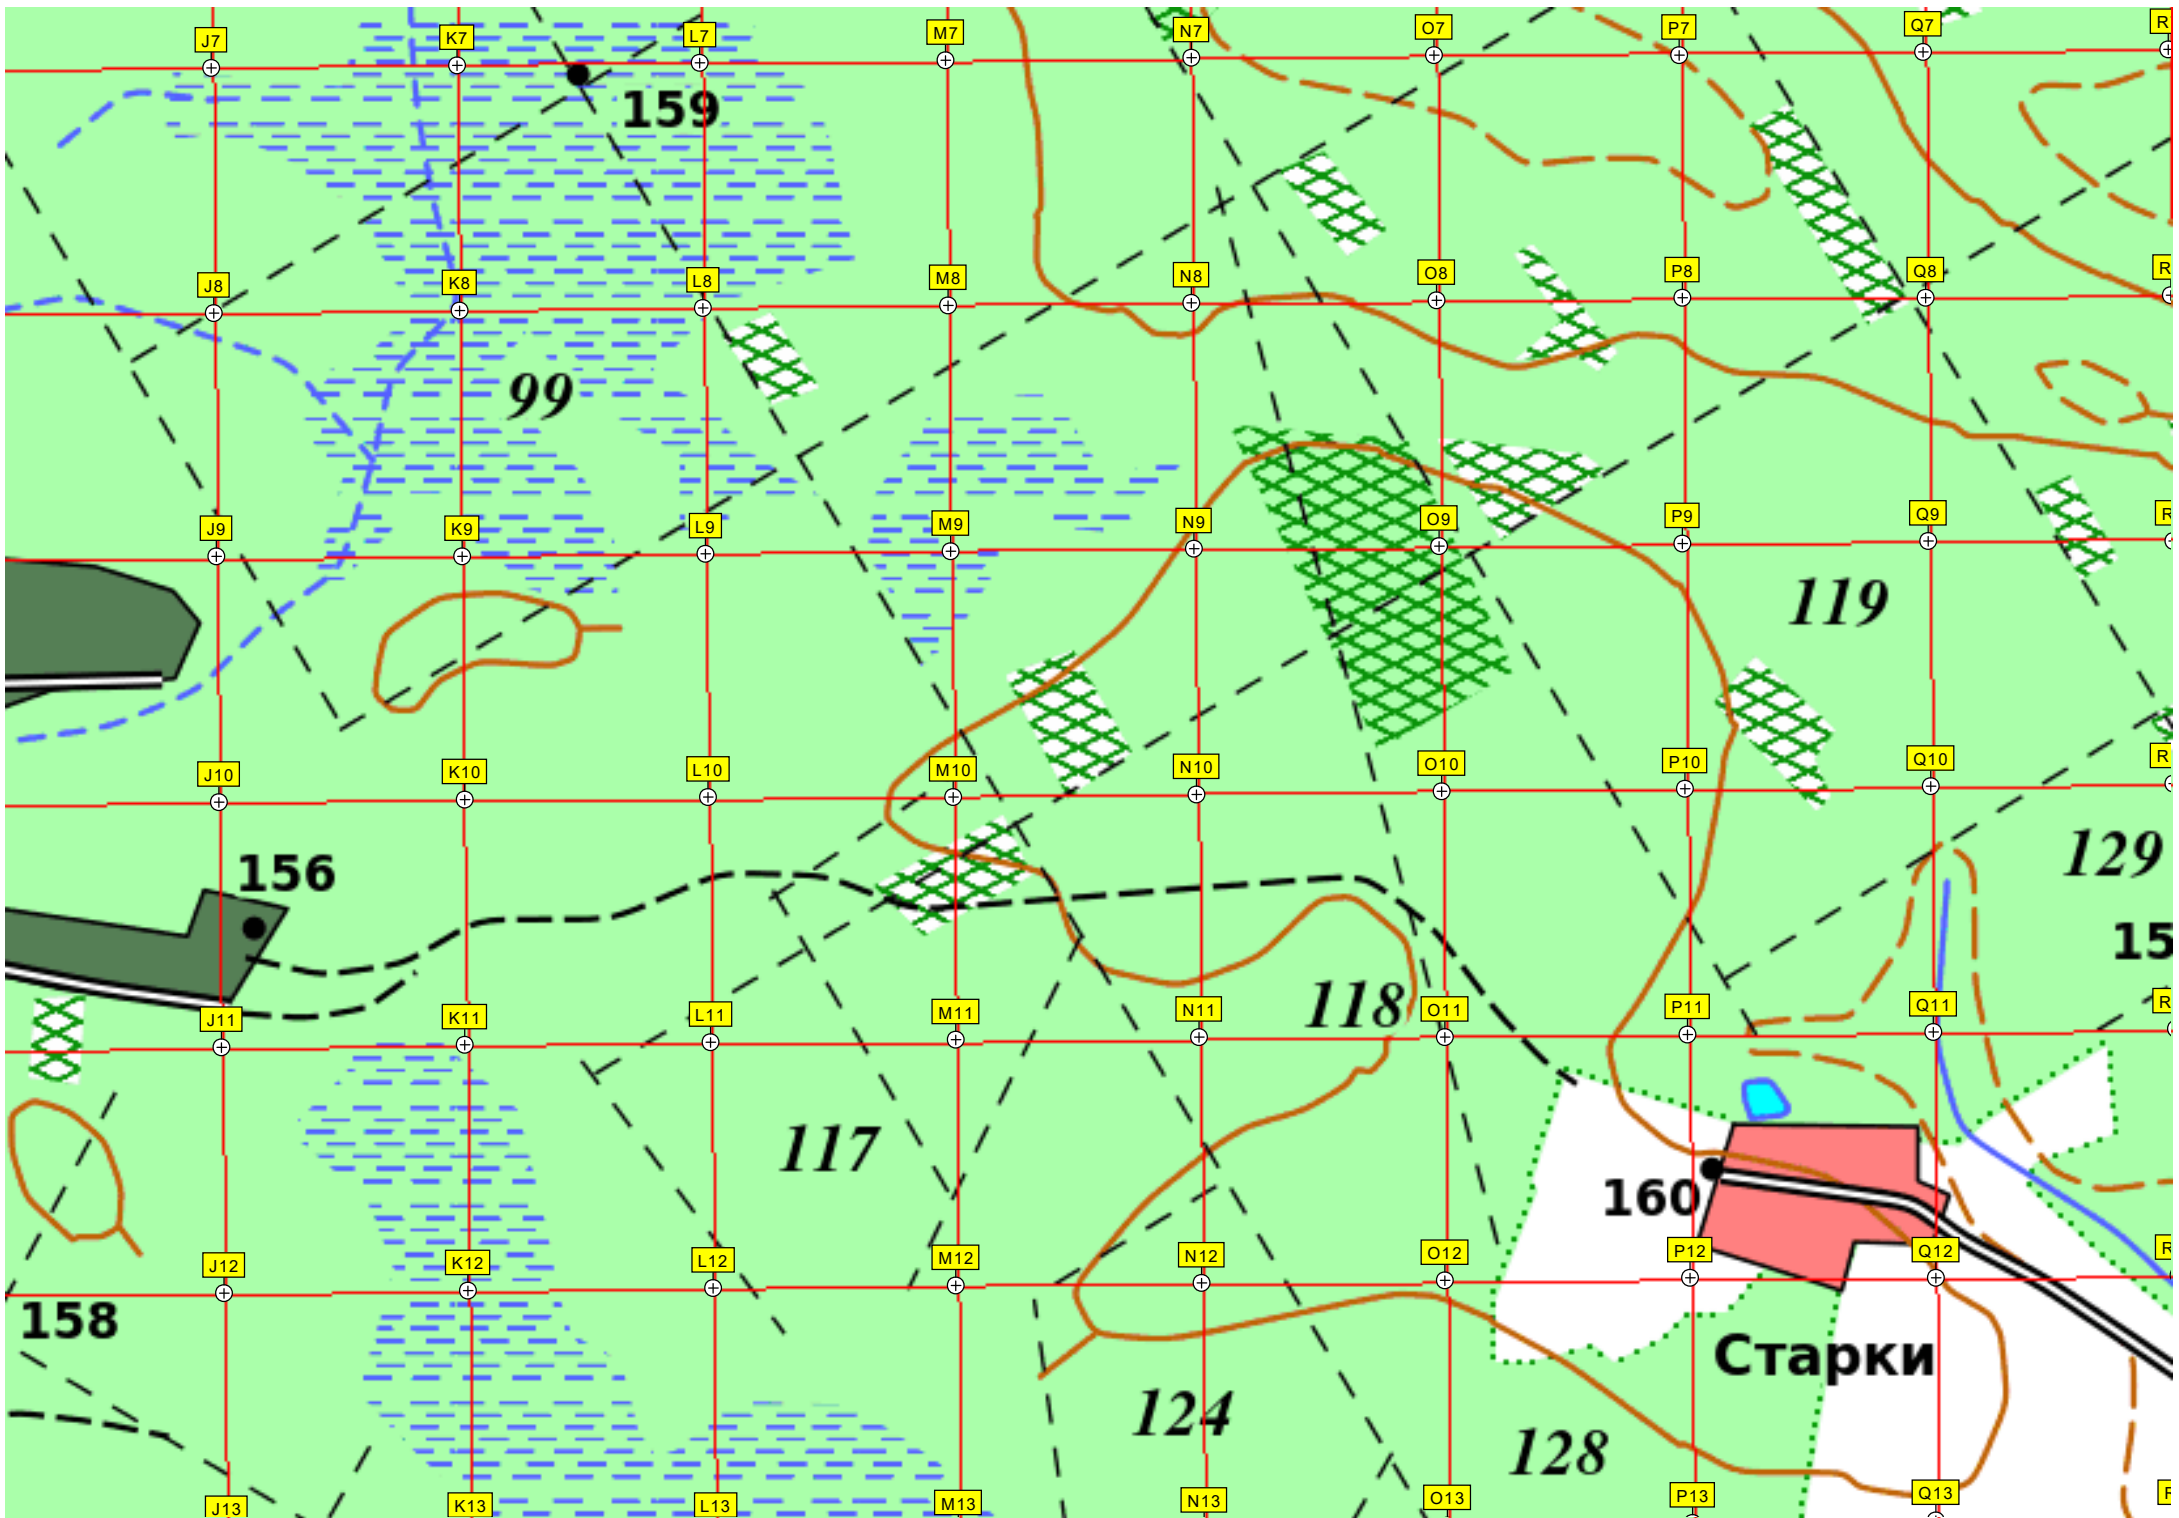 J7 K7 L7 M7 N7 O7 P7 Q7 R
159
J8 K8 L8 M8 N8 O8 P8 Q8 R
99
J9 K9 L9 M9 N9 O9 P9 Q9 R
119
J10 K10 L10 M10 N10 O10 P10 Q10 R
129
156
15
118
J11 K11 L11 M11 N11 O11 P11 Q11 R
117
160
J12 K12 L12 M12 N12 O12 P12 Q12 R
158
Старки
124
128
J13 K13 L13 M13 N13 O13 P13 Q13